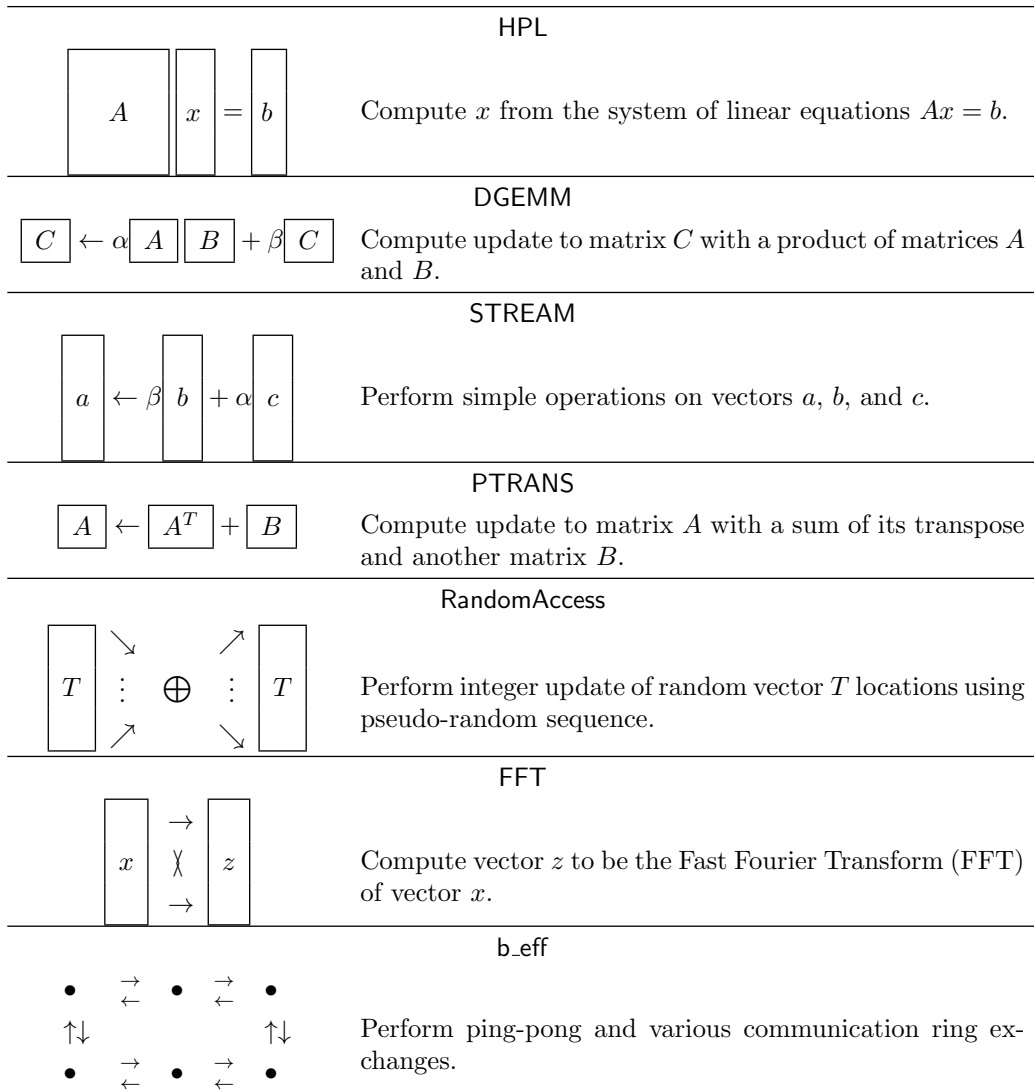 HPL
A x = b
Compute x from the system of linear equations Ax = b.
DGEMM
C ← α A B + β C
Compute update to matrix C with a product of matrices A
and B.
STREAM
a ← β b + α c
Perform simple operations on vectors a, b, and c.
PTRANS
A ← A^T + B
Compute update to matrix A with a sum of its transpose
and another matrix B.
RandomAccess
↘ ↗
T ⋮ ⊕ ⋮ T
↗ ↘
Perform integer update of random vector T locations using
pseudo-random sequence.
FFT
→
x z
→
Compute vector z to be the Fast Fourier Transform (FFT)
of vector x.
b_eff
• →← • →← •
↑↓ ↑↓
• →← • →← •
Perform ping-pong and various communication ring ex-
changes.